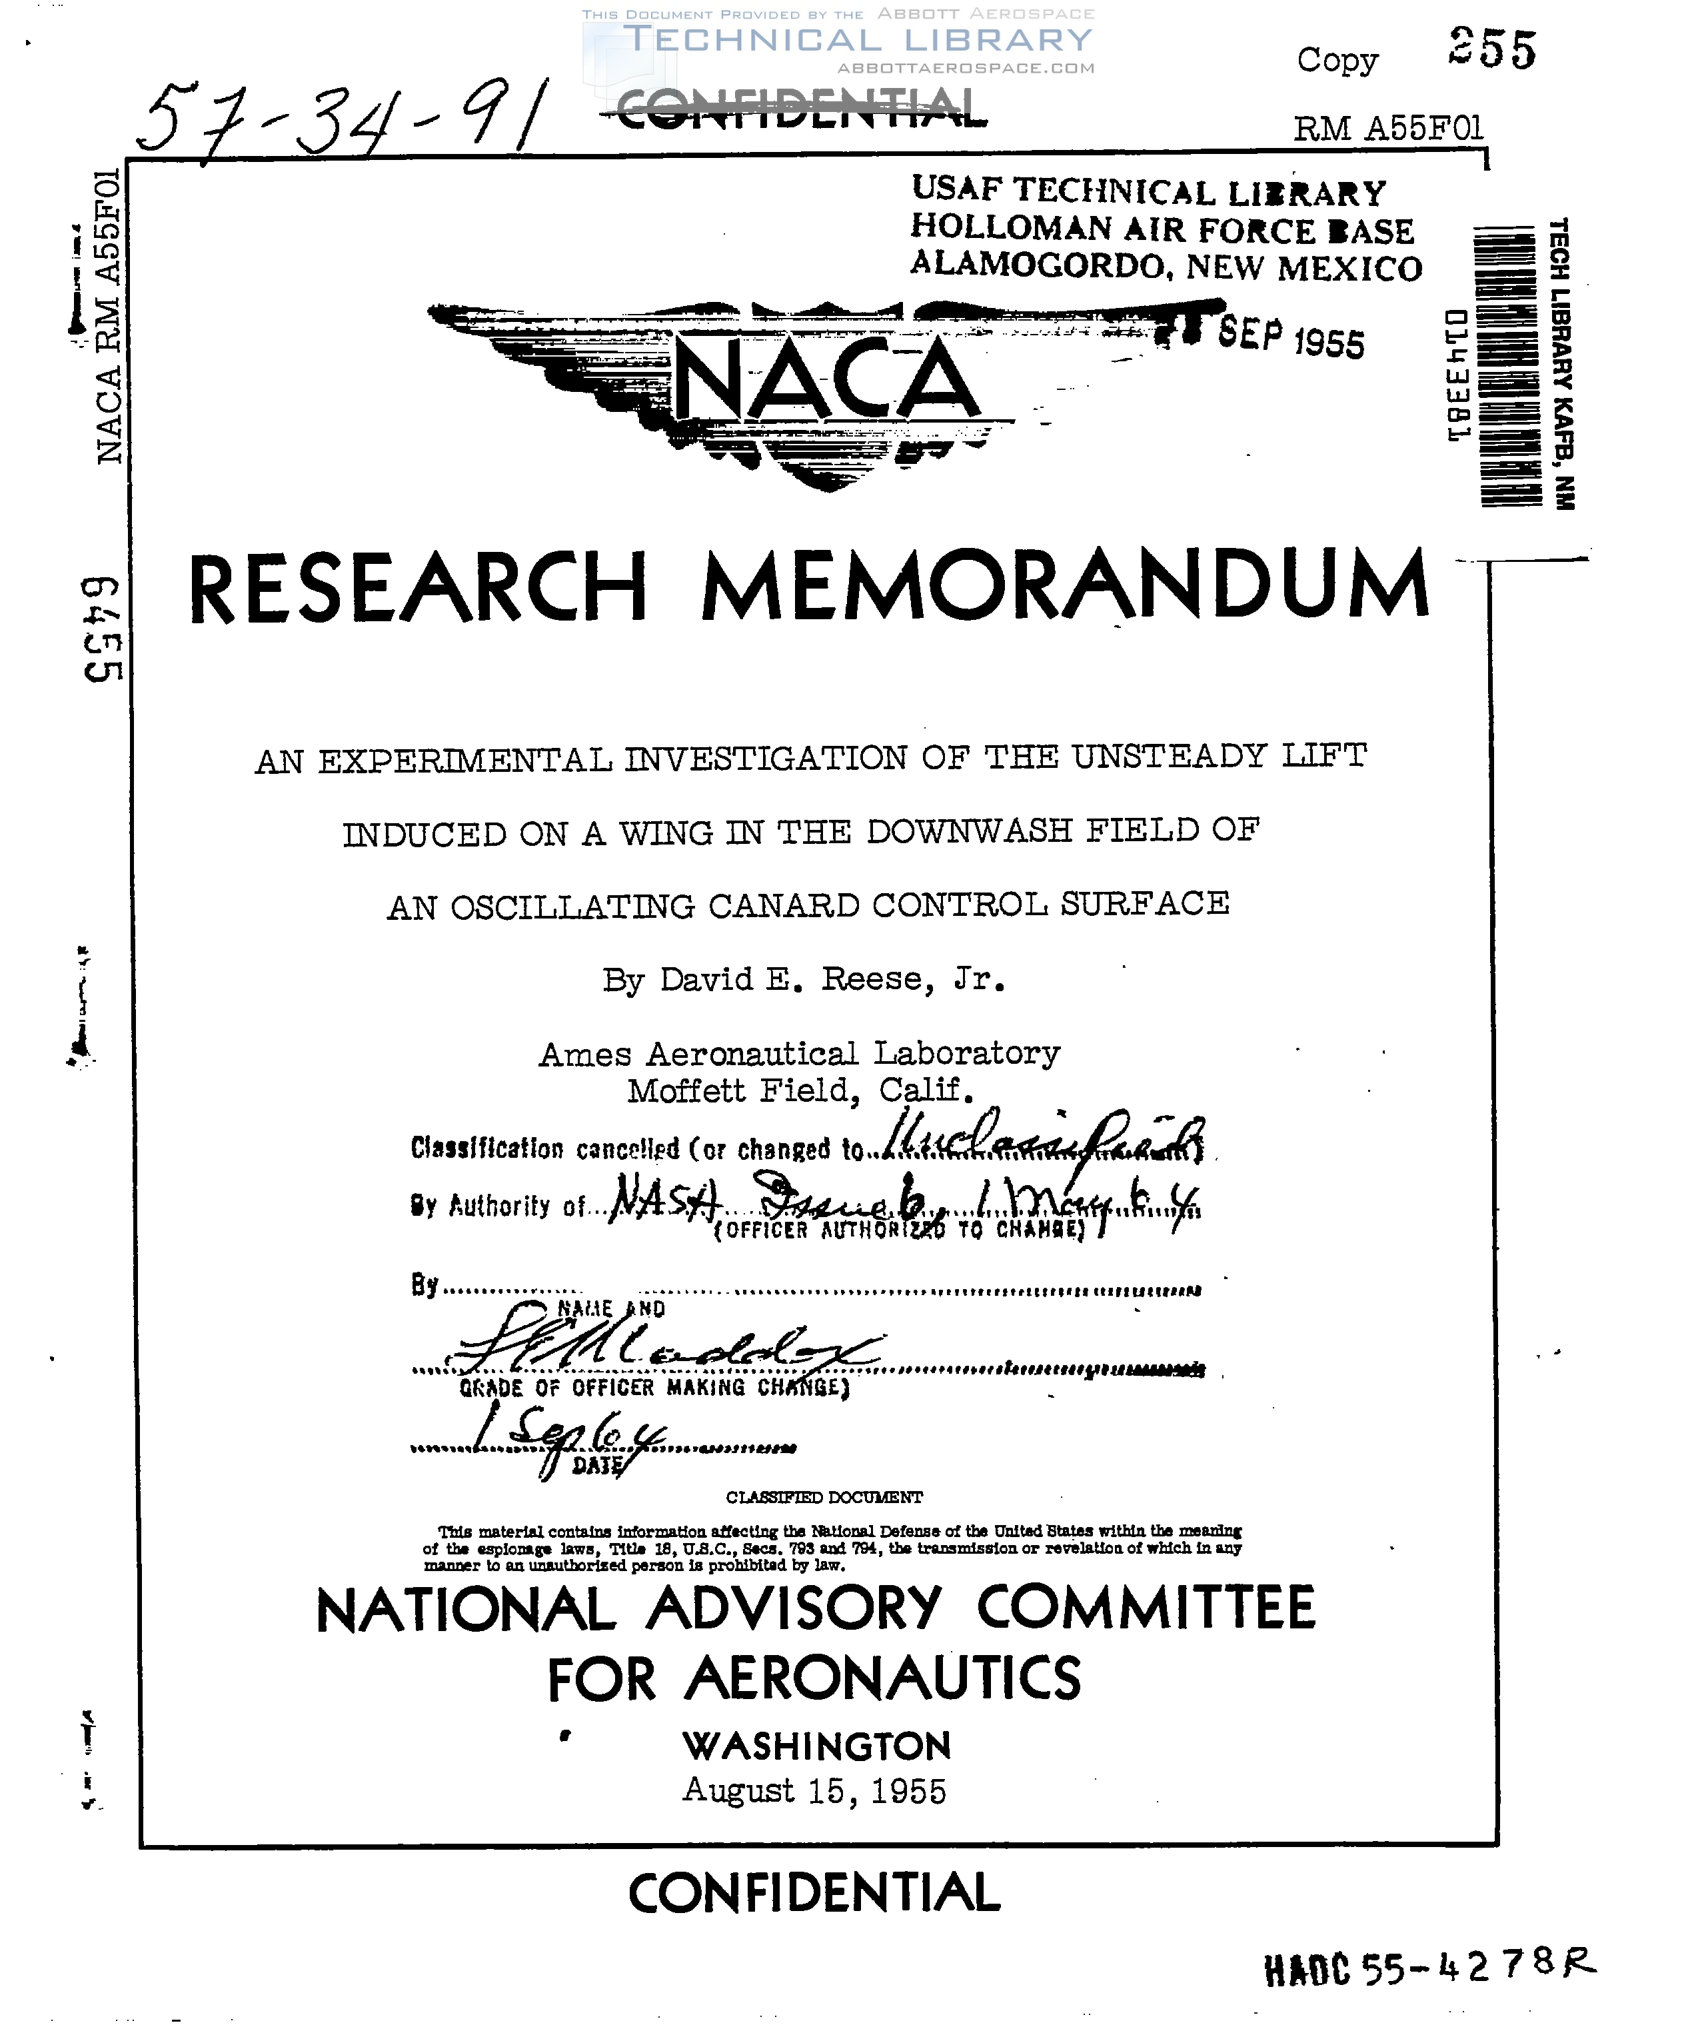 THIS DOCUMENT PROVIDED BY THE ABBOTT AEROSPACE
TECHNICAL LIBRARY
ABBOTTAEROSPACE.COM
Copy 255
57-34-91
CONFIDENTIAL
RM A55F01
NACA RM A55F01
6455
USAF TECHNICAL LIBRARY
HOLLOMAN AIR FORCE BASE
ALAMOGORDO, NEW MEXICO
SEP 1955
TECH LIBRARY KAFB, NM
0143381
NACA
RESEARCH MEMORANDUM
AN EXPERIMENTAL INVESTIGATION OF THE UNSTEADY LIFT
INDUCED ON A WING IN THE DOWNWASH FIELD OF
AN OSCILLATING CANARD CONTROL SURFACE
By David E. Reese, Jr.
Ames Aeronautical Laboratory
Moffett Field, Calif.
Classification cancelled (or changed to Unclassified)
By Authority of NASA Issue 6, 1 May 64
(OFFICER AUTHORIZED TO CHANGE)
By
NAME AND
Maddox
GRADE OF OFFICER MAKING CHANGE)
1 Sep 64
DATE
CLASSIFIED DOCUMENT
This material contains information affecting the National Defense of the United States within the meaning
of the espionage laws, Title 18, U.S.C., Secs. 793 and 794, the transmission or revelation of which in any
manner to an unauthorized person is prohibited by law.
NATIONAL ADVISORY COMMITTEE
FOR AERONAUTICS
WASHINGTON
August 15, 1955
CONFIDENTIAL
HADC 55-4278R